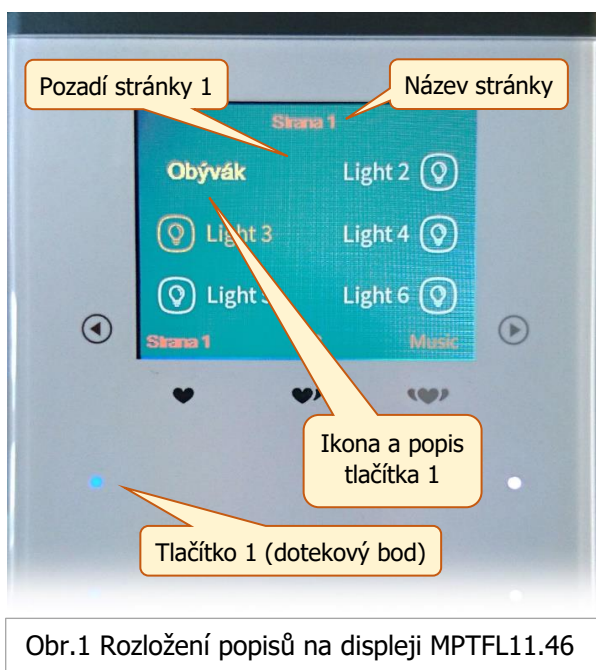 Pozadí stránky 1
Název stránky
Strana 1
Obývák
Light 2
Light 3
Light 4
Light
Light 6
Strana 1
Music
Ikona a popis
tlačítka 1
Tlačítko 1 (dotekový bod)
Obr.1 Rozložení popisů na displeji MPTFL11.46